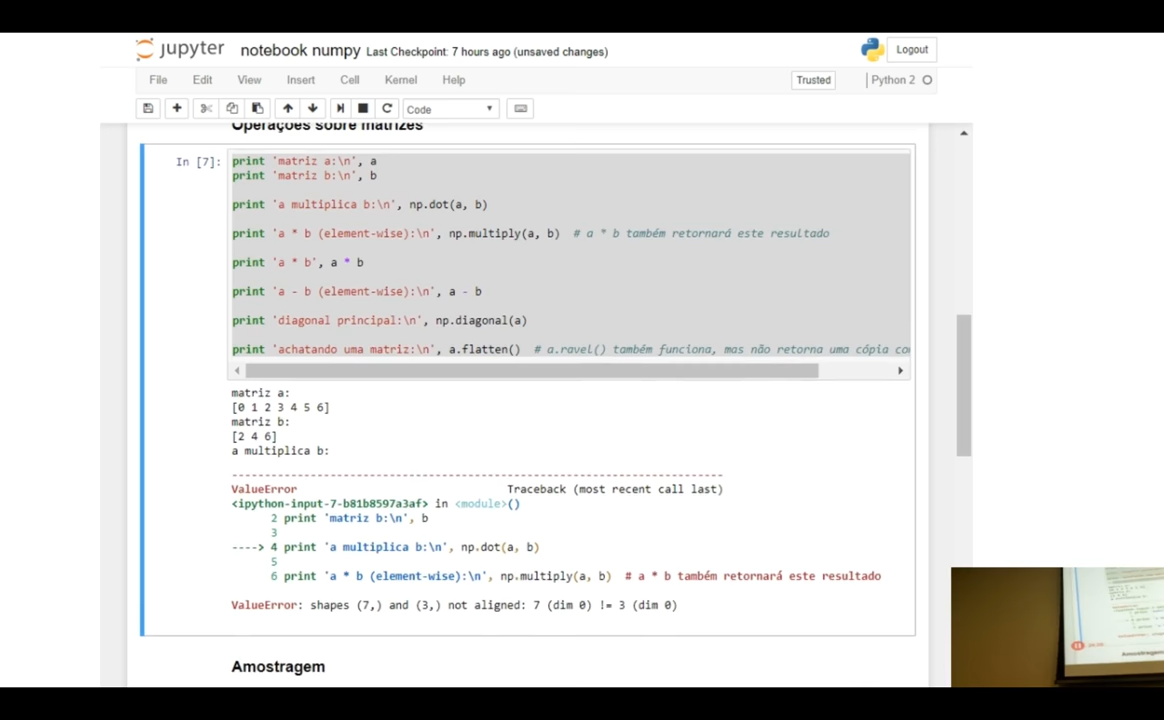 jupyter notebook numpy Last Checkpoint: 7 hours ago (unsaved changes) Logout
File Edit View Insert Cell Kernel Help Trusted Python 2
Code
Operações sobre matrizes
In [7]: print 'matriz a:\n', a
print 'matriz b:\n', b
print 'a multiplica b:\n', np.dot(a, b)
print 'a * b (element-wise):\n', np.multiply(a, b) # a * b também retornará este resultado
print 'a * b', a * b
print 'a - b (element-wise):\n', a - b
print 'diagonal principal:\n', np.diagonal(a)
print 'achatando uma matriz:\n', a.flatten() # a.ravel() também funciona, mas não retorna uma cópia co
matriz a:
[0 1 2 3 4 5 6]
matriz b:
[2 4 6]
a multiplica b:
---------------------------------------------------------------------------
ValueError Traceback (most recent call last)
<ipython-input-7-b81b8597a3af> in <module>()
2 print 'matriz b:\n', b
3
----> 4 print 'a multiplica b:\n', np.dot(a, b)
5
6 print 'a * b (element-wise):\n', np.multiply(a, b) # a * b também retornará este resultado
ValueError: shapes (7,) and (3,) not aligned: 7 (dim 0) != 3 (dim 0)
Amostragem
Amostragem